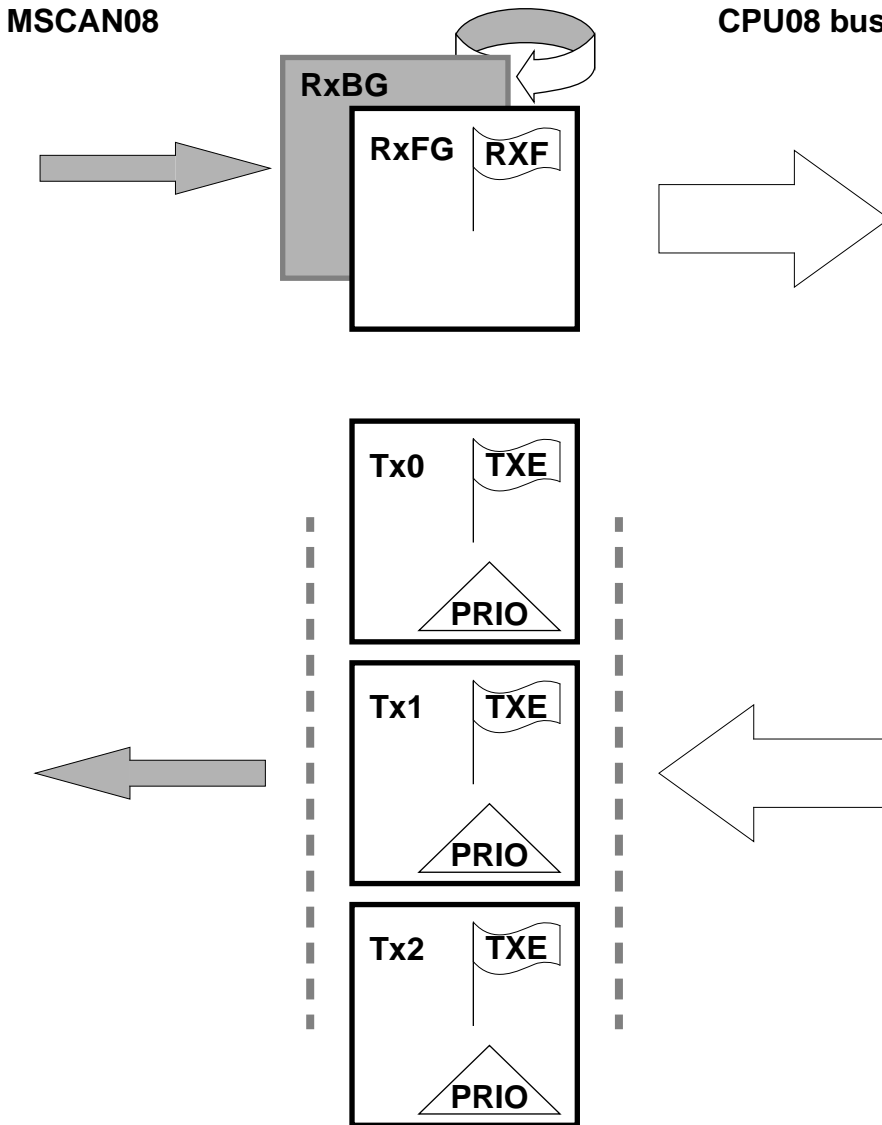 MSCAN08
CPU08 bus
RxBG
RxFG
RXF
Tx0
TXE
PRIO
Tx1
TXE
PRIO
Tx2
TXE
PRIO